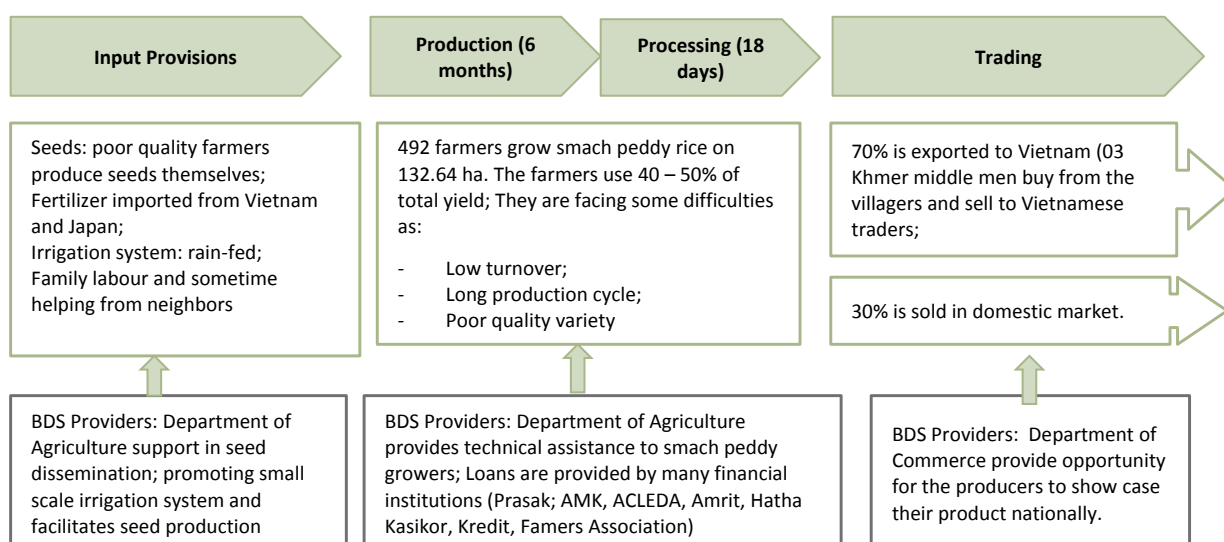 Input Provisions
Production (6
months)
Processing (18
days)
Trading
Seeds: poor quality farmers
produce seeds themselves;
Fertilizer imported from Vietnam
and Japan;
Irrigation system: rain-fed;
Family labour and sometime
helping from neighbors
492 farmers grow smach peddy rice on
132.64 ha. The farmers use 40 – 50% of
total yield; They are facing some difficulties
as:
- Low turnover;
- Long production cycle;
- Poor quality variety
70% is exported to Vietnam (03
Khmer middle men buy from the
villagers and sell to Vietnamese
traders;
30% is sold in domestic market.
BDS Providers: Department of
Agriculture support in seed
dissemination; promoting small
scale irrigation system and
facilitates seed production
BDS Providers: Department of Agriculture
provides technical assistance to smach peddy
growers; Loans are provided by many financial
institutions (Prasak; AMK, ACLEDA, Amrit, Hatha
Kasikor, Kredit, Famers Association)
BDS Providers: Department of
Commerce provide opportunity
for the producers to show case
their product nationally.